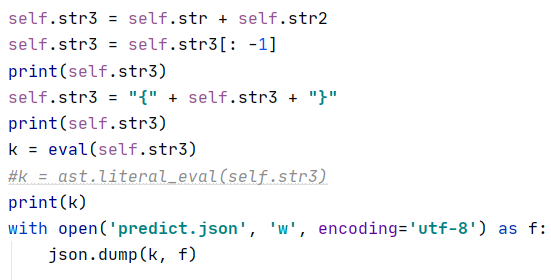 self.str3 = self.str + self.str2
self.str3 = self.str3[: -1]
print(self.str3)
self.str3 = "{" + self.str3 + "}"
print(self.str3)
k = eval(self.str3)
#k = ast.literal_eval(self.str3)
print(k)
with open('predict.json', 'w', encoding='utf-8') as f:
    json.dump(k, f)